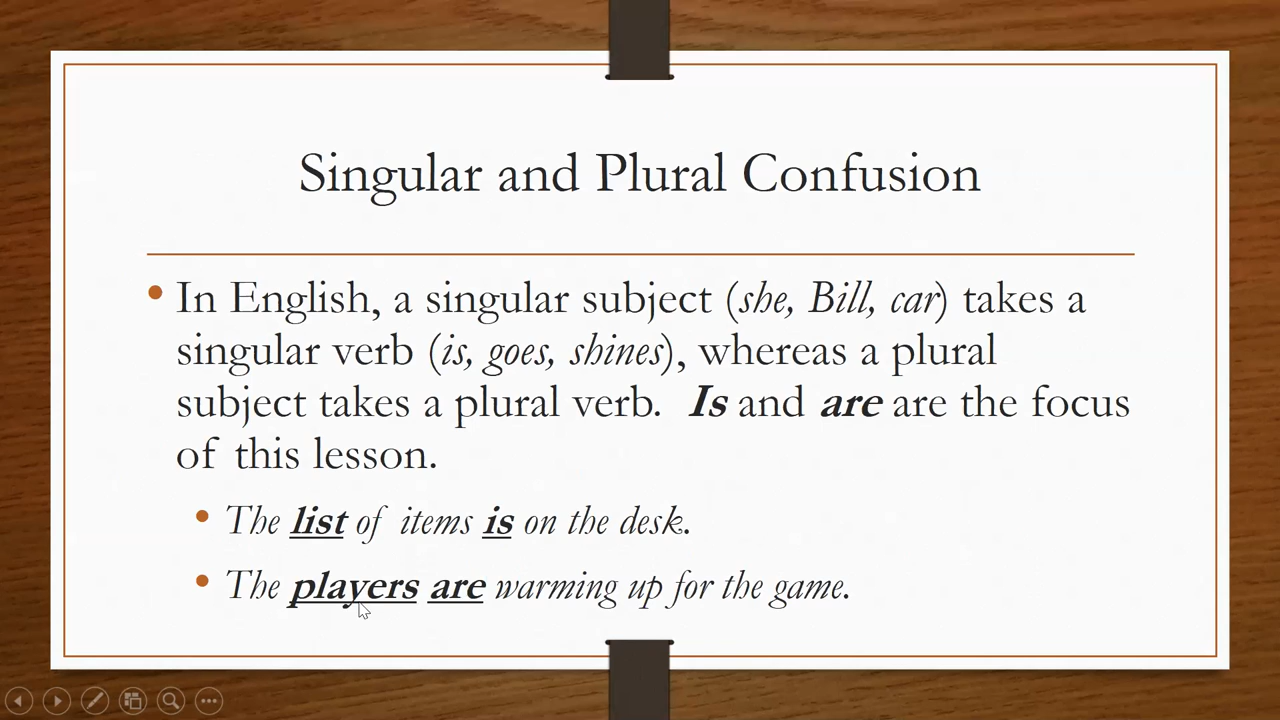 Singular and Plural Confusion
In English, a singular subject (she, Bill, car) takes a
singular verb (is, goes, shines), whereas a plural
subject takes a plural verb. Is and are are the focus
of this lesson.
The list of items is on the desk.
The players are warming up for the game.